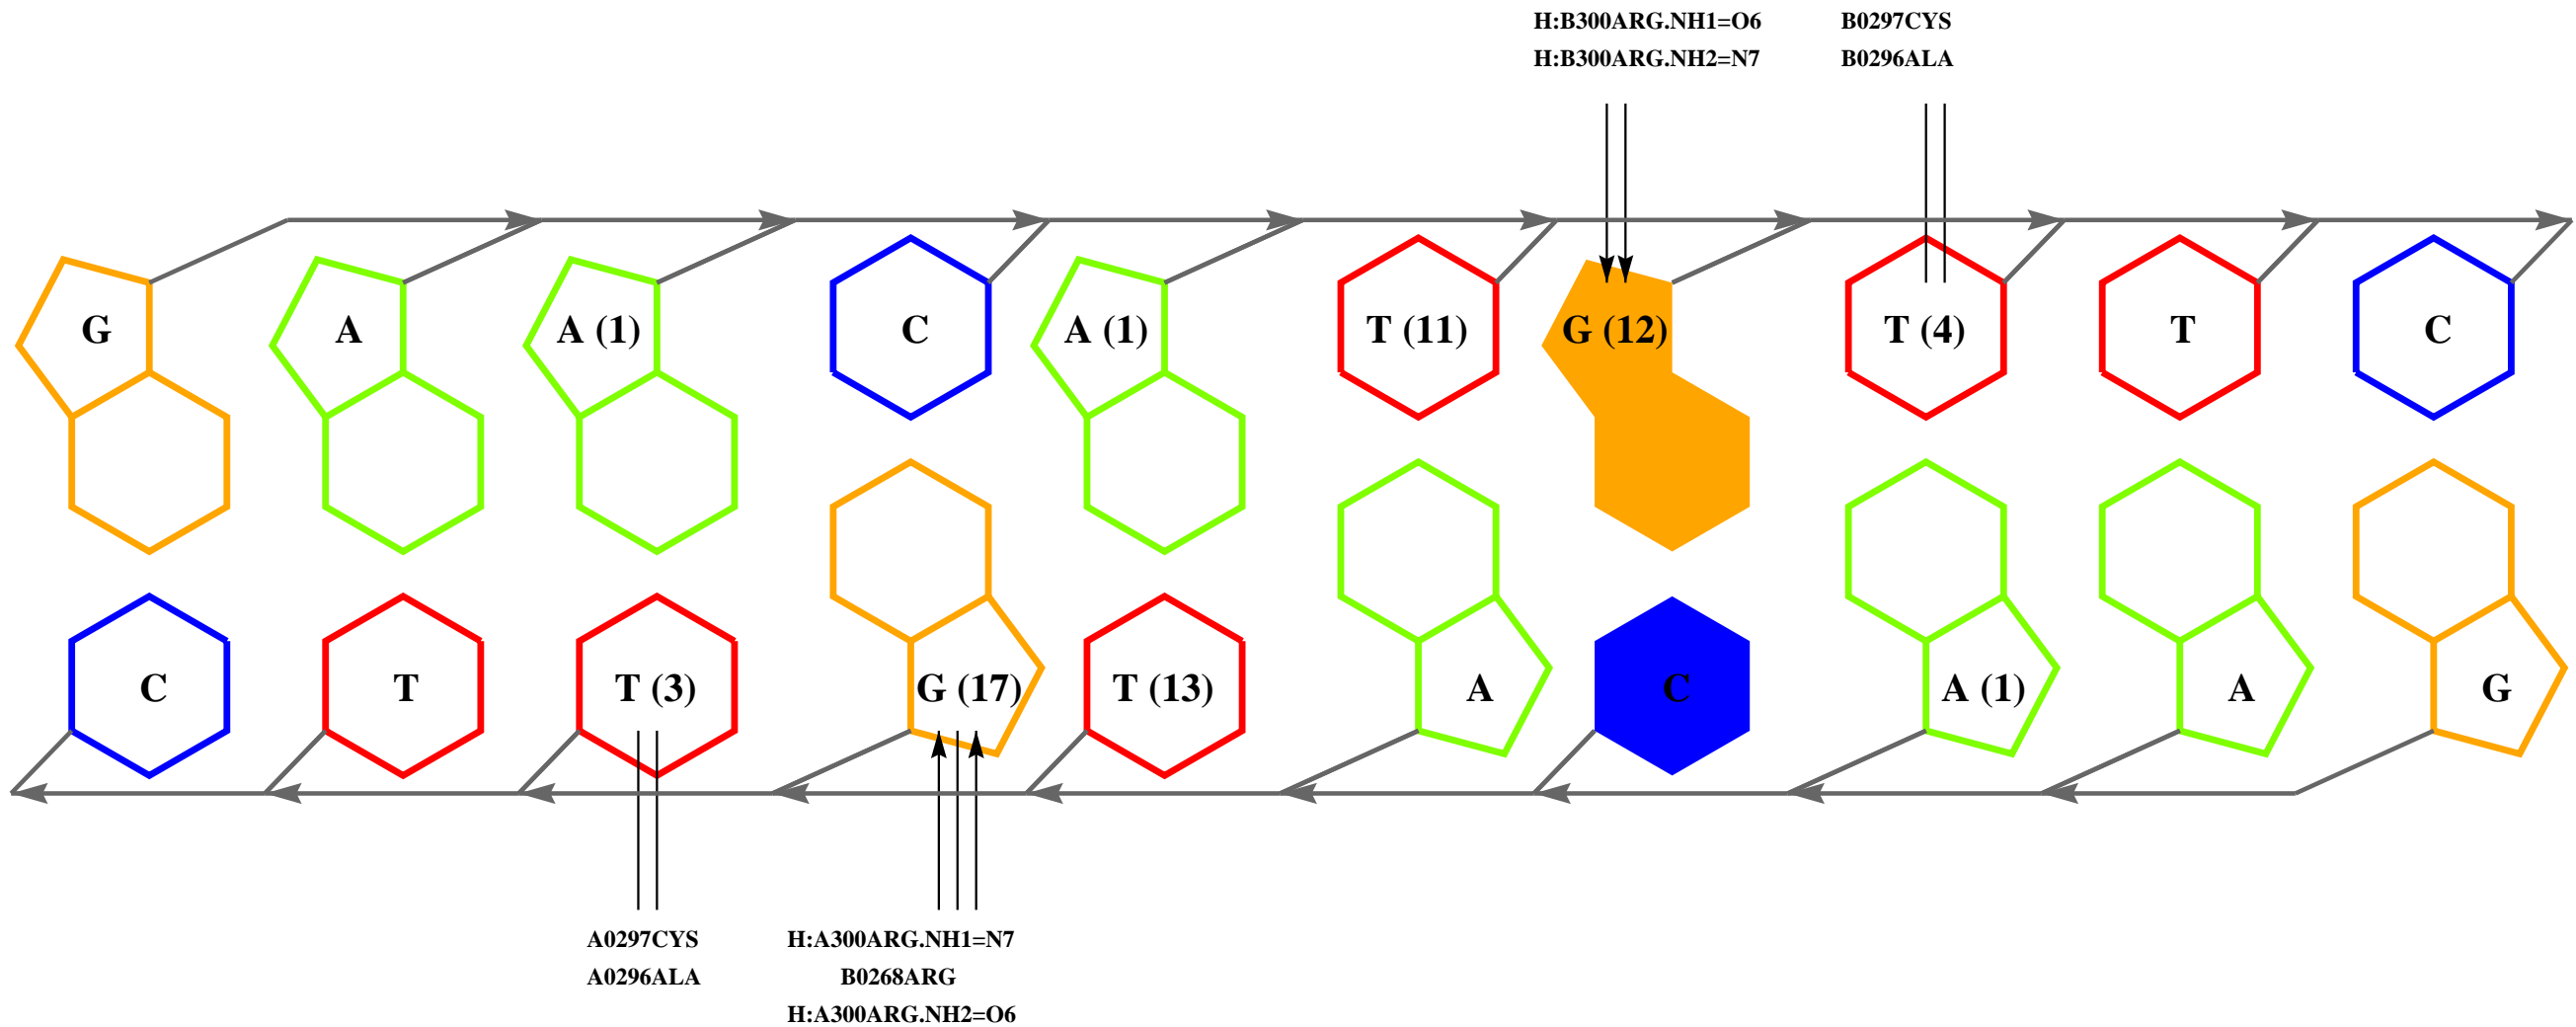 H:B300ARG.NH1=O6 B0297CYS
H:B300ARG.NH2=N7 B0296ALA
G A A (1) C A (1) T (11) G (12) T (4) T C
C T T (3) G (17) T (13) A C A (1) A G
A0297CYS H:A300ARG.NH1=N7
A0296ALA B0268ARG
H:A300ARG.NH2=O6